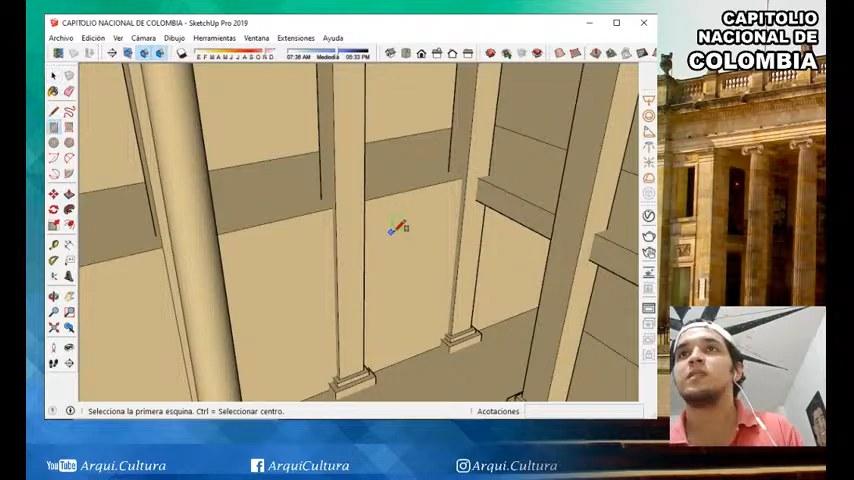 CAPITOLIO NACIONAL DE COLOMBIA - SketchUp Pro 2019
Archivo Edición Ver Cámara Dibujo Herramientas Ventana Extensiones Ayuda
E F M A M J J A S O N D 07:36 AM Mediodía 05:33 PM
CAPITOLIO
NACIONAL DE
COLOMBIA
Selecciona la primera esquina. Ctrl = Seleccionar centro.
Acotaciones
YouTube Arqui.Cultura
ArquiCultura
Arqui.Cultura